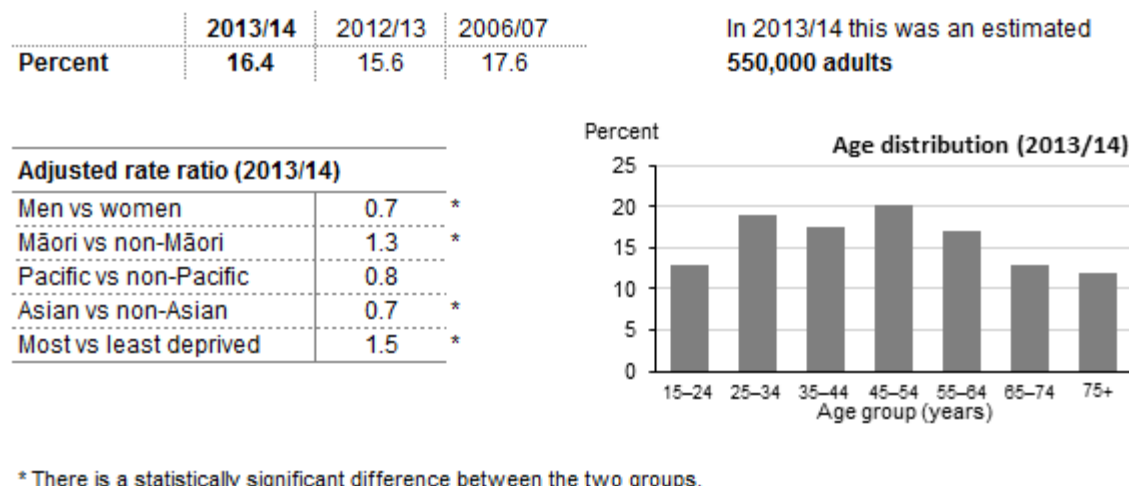 2013/14 2012/13 2006/07
Percent 16.4 15.6 17.6
In 2013/14 this was an estimated
550,000 adults
Adjusted rate ratio (2013/14)
Men vs women 0.7 *
Māori vs non-Māori 1.3 *
Pacific vs non-Pacific 0.8
Asian vs non-Asian 0.7 *
Most vs least deprived 1.5 *
Percent
Age distribution (2013/14)
25
20
15
10
5
0
15–24 25–34 35–44 45–54 55–64 65–74 75+
Age group (years)
* There is a statistically significant difference between the two groups.